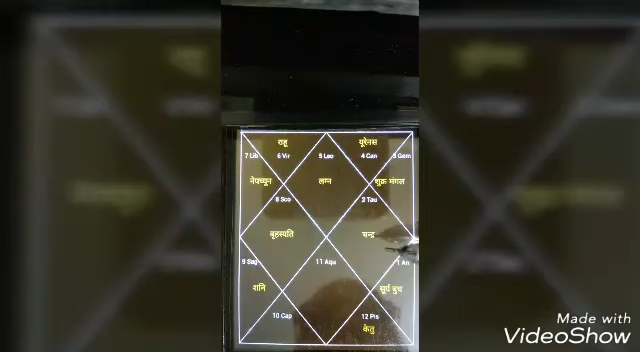 राहू यूरेनस
7 Lib 6 Vir 5 Leo 4 Can 3 Gem
नेपच्यून लग्न शुक्र मंगल
8 Sco 2 Tau
बृहस्पति चन्द्र
9 Sag 11 Aqu 1 Ari
शनि सूर्य बुध
10 Cap 12 Pis
केतु
Made with
VideoShow